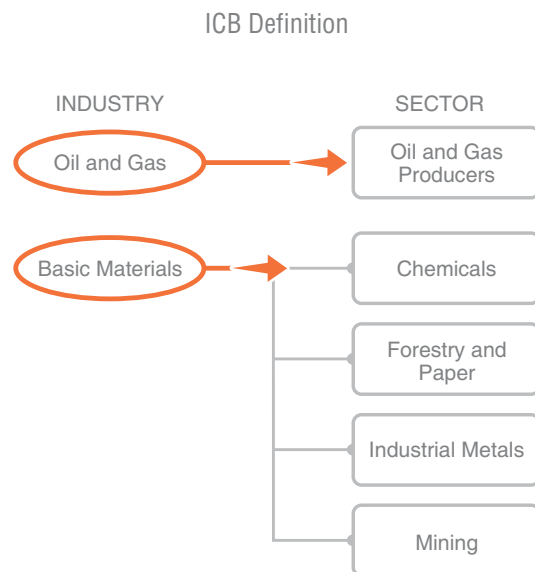 ICB Definition
INDUSTRY
SECTOR
Oil and Gas
Oil and Gas
Producers
Basic Materials
Chemicals
Forestry and
Paper
Industrial Metals
Mining